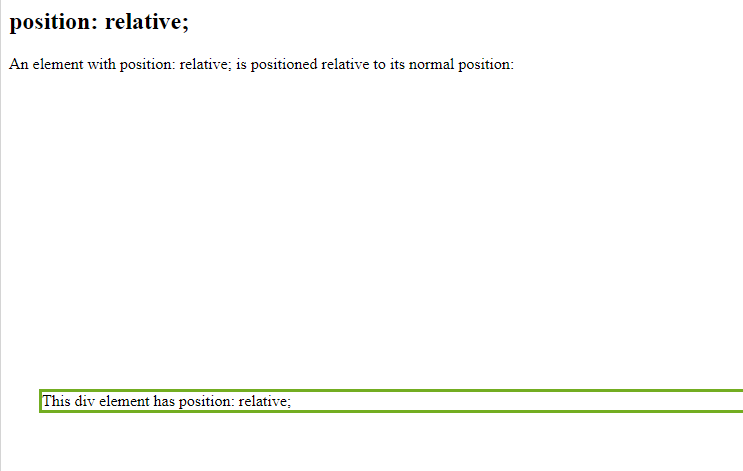 position: relative;
An element with position: relative; is positioned relative to its normal position:
This div element has position: relative;